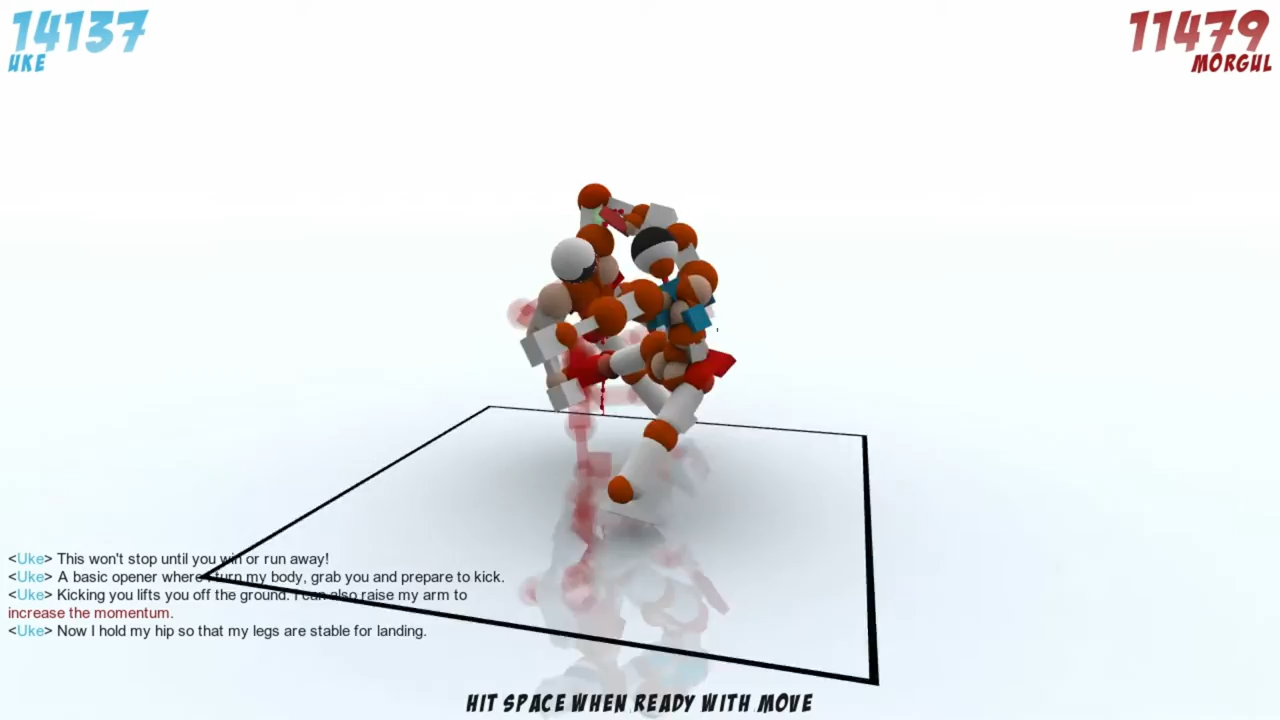 14137
UKE
11479
MORGUL
<Uke> This won't stop until you win or run away!
<Uke> A basic opener where I turn my body, grab you and prepare to kick.
<Uke> Kicking you lifts you off the ground. I can also raise my arm to
increase the momentum.
<Uke> Now I hold my hip so that my legs are stable for landing.
HIT SPACE WHEN READY WITH MOVE